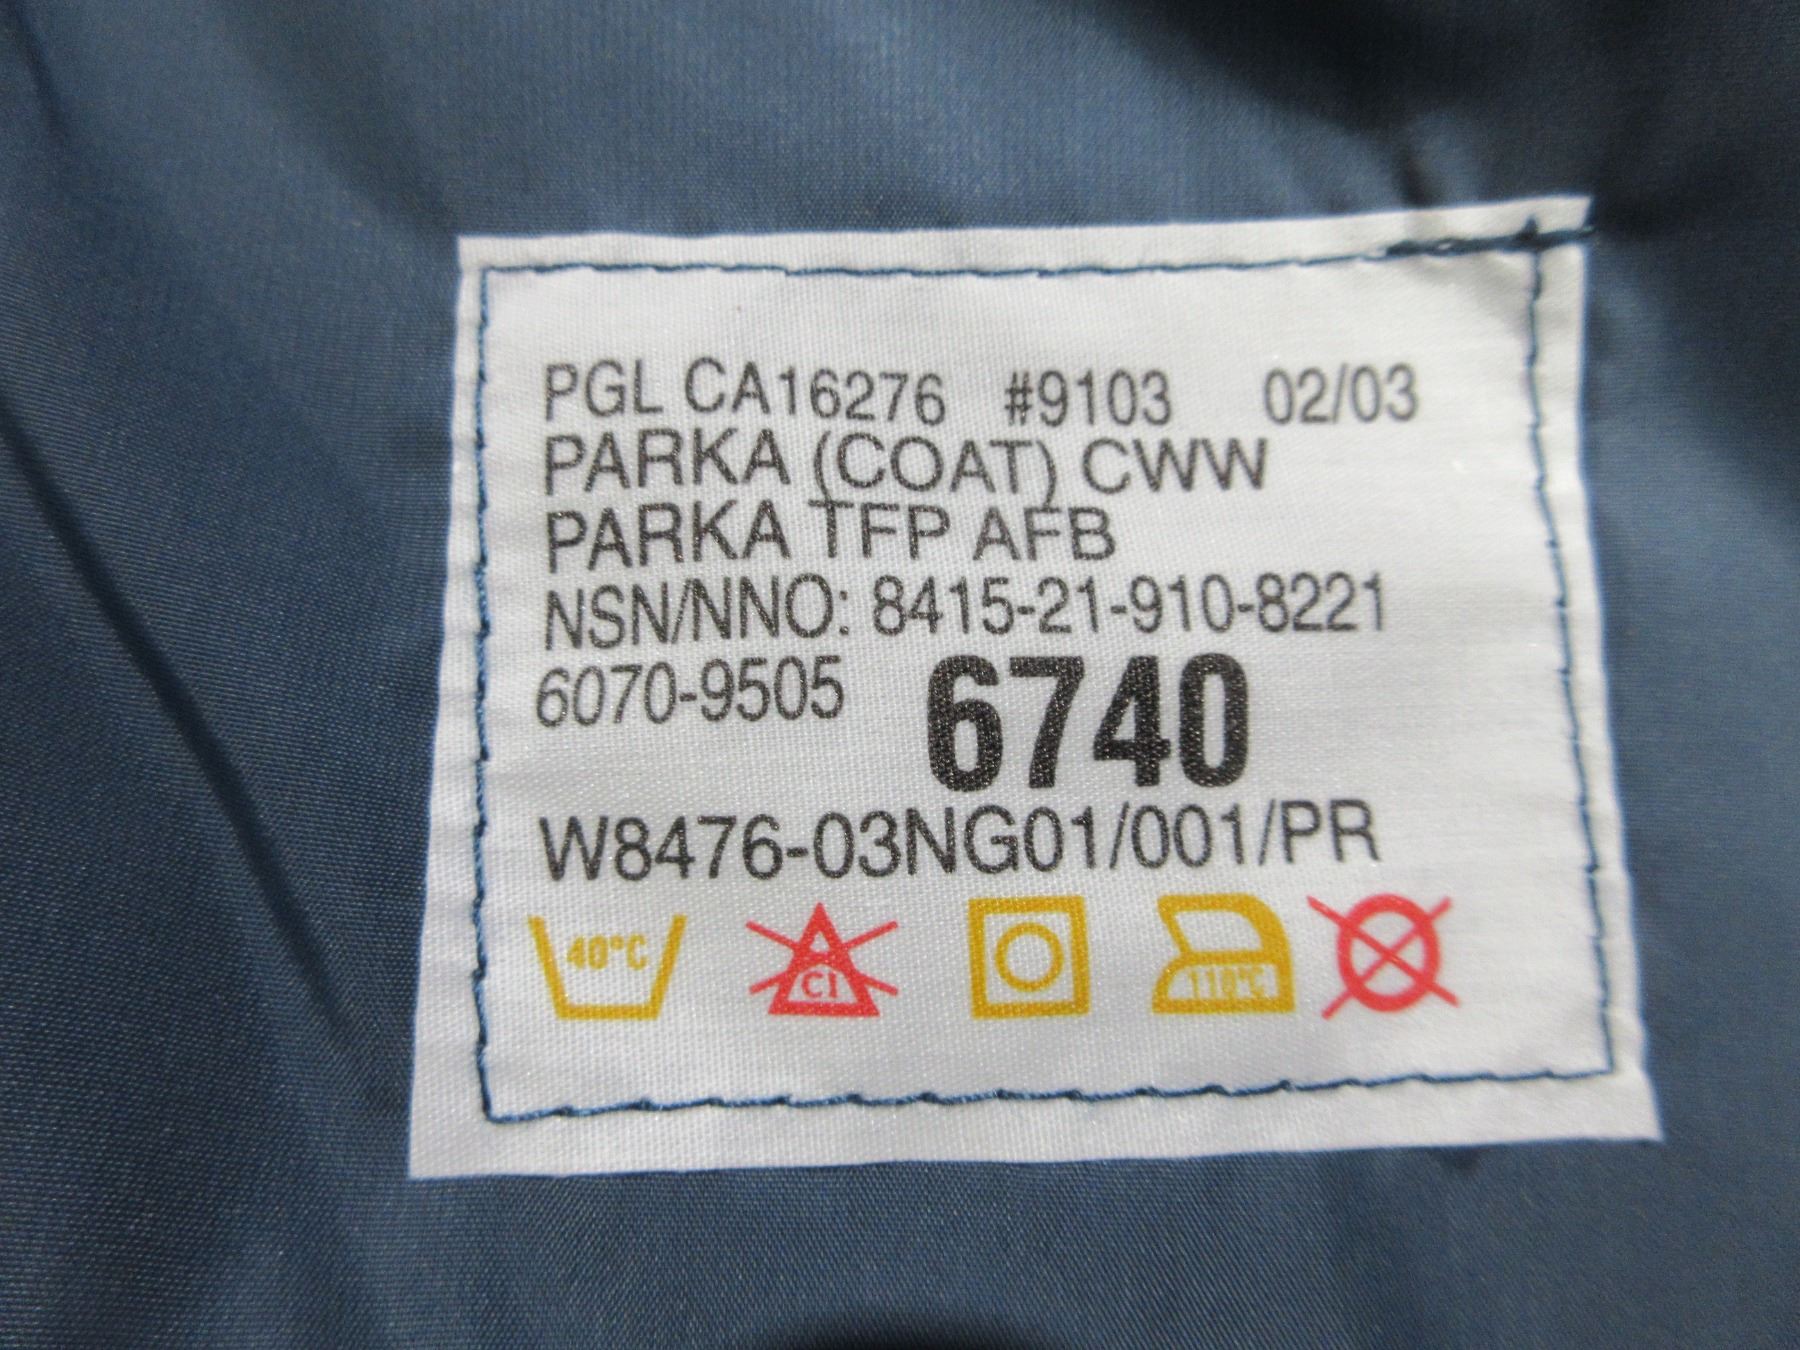 PGL CA16276 #9103 02/03
PARKA (COAT) CWW
PARKA TFP AFB
NSN/NNO: 8415-21-910-8221
6070-9505 6740
W8476-03NG01/001/PR
40°C Cl 110°C